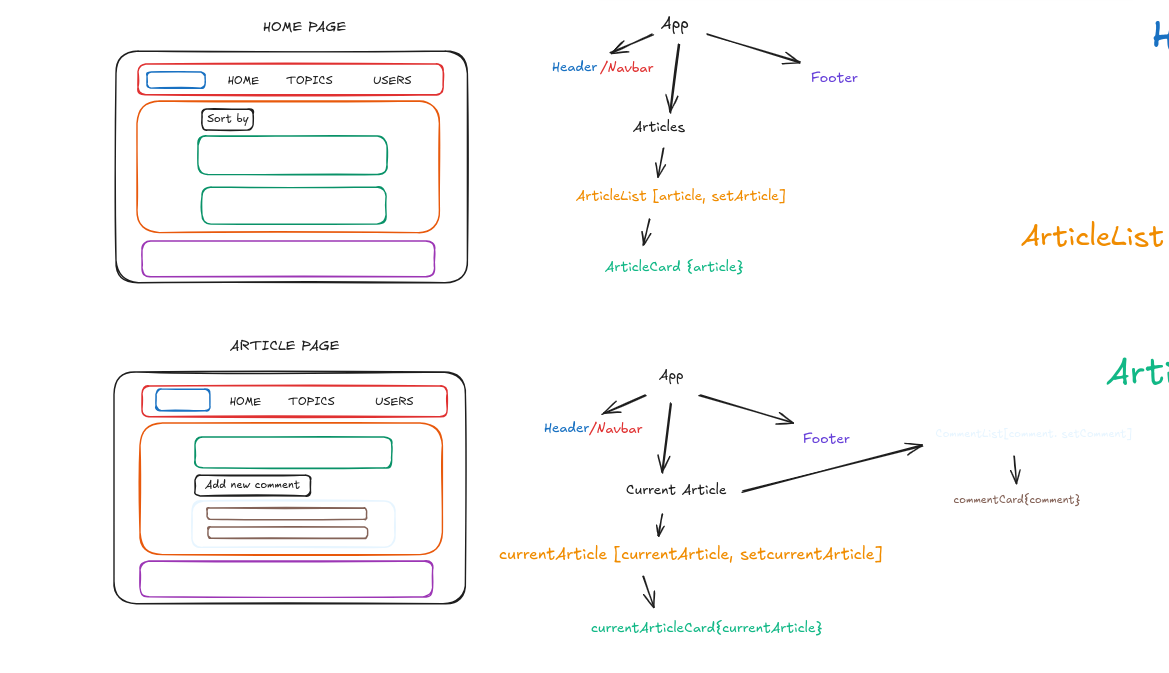 HOME PAGE
HOME TOPICS USERS
Sort by
App
Header/Navbar
Footer
Articles
ArticleList [article, setArticle]
ArticleCard {article}
ArticleList
ARTICLE PAGE
HOME TOPICS USERS
Add new comment
App
Header/Navbar
Footer
Current Article
CommentList[comment, setComment]
commentCard{comment}
currentArticle [currentArticle, setcurrentArticle]
currentArticleCard{currentArticle}